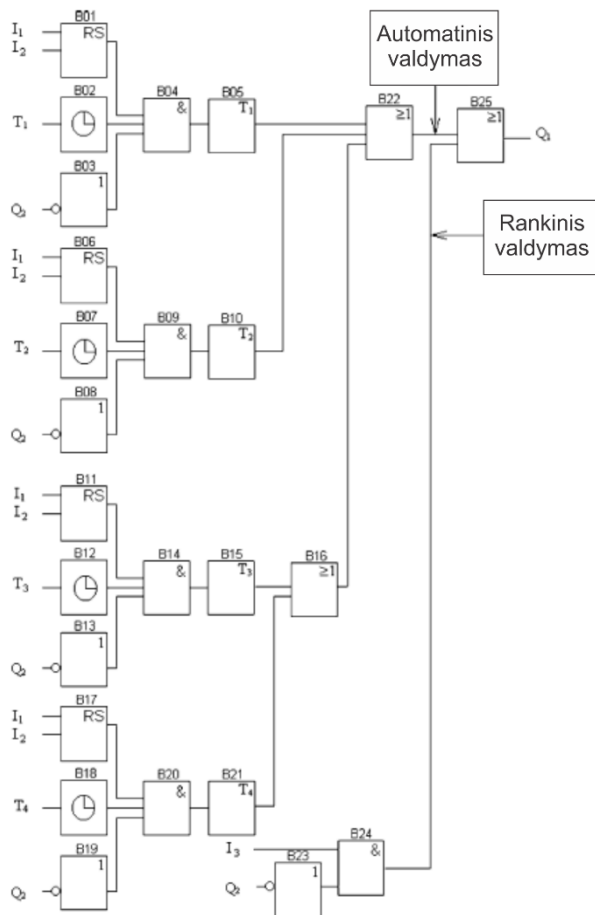 B01
I₁
RS
I₂
B02
T₁
B04
&
B05
T₁
B03
1
Q₂
B22
≥1
Automatinis
valdymas
B25
≥1
Q₁
Rankinis
valdymas
B06
I₁
RS
I₂
B07
T₂
B09
&
B10
T₂
B08
1
Q₂
B11
I₁
RS
I₂
B12
T₃
B14
&
B15
T₃
B16
≥1
B13
1
Q₂
B17
I₁
RS
I₂
B18
T₄
B20
&
B21
T₄
B19
1
Q₂
I₃
B24
&
B23
1
Q₂